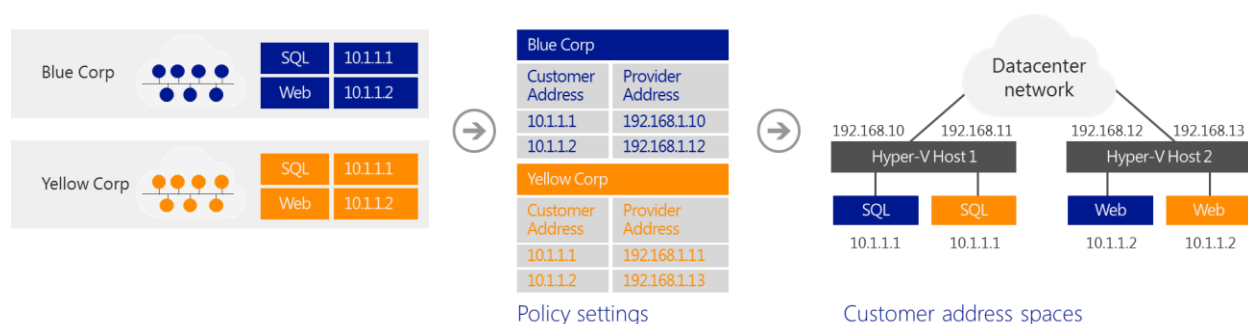 Blue Corp
SQL 10.1.1.1
Web 10.1.1.2
Yellow Corp
SQL 10.1.1.1
Web 10.1.1.2
Blue Corp
Customer Address Provider Address
10.1.1.1 192.168.1.10
10.1.1.2 192.168.1.12
Yellow Corp
Customer Address Provider Address
10.1.1.1 192.168.1.11
10.1.1.2 192.168.1.13
Policy settings
Datacenter
network
192.168.10 192.168.11 192.168.12 192.168.13
Hyper-V Host 1 Hyper-V Host 2
SQL SQL Web Web
10.1.1.1 10.1.1.1 10.1.1.2 10.1.1.2
Customer address spaces